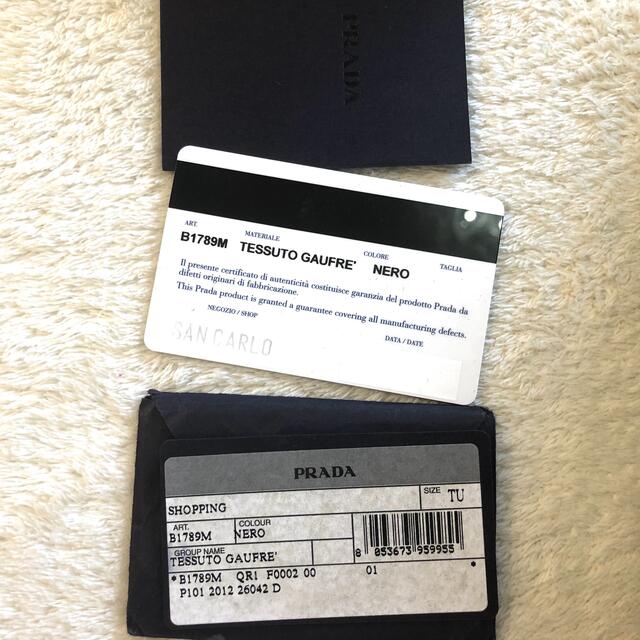 PRADA
ART.
MATERIALE
COLORE
TAGLIA
B1789M TESSUTO GAUFRE' NERO
Il presente certificato di autenticità costituisce garanzia del prodotto Prada da
difetti originari di fabbricazione.
This Prada product is granted a guarantee covering all manufacturing defects.
NEGOZIO / SHOP
DATA / DATE
SAN CARLO
PRADA
SHOPPING
SIZE TU
ART. COLOUR
B1789M NERO
GROUP NAME
TESSUTO GAUFRE'
8 053673 959955
*B1789M QR1 F0002 00 01 *
P101 2012 26042 D